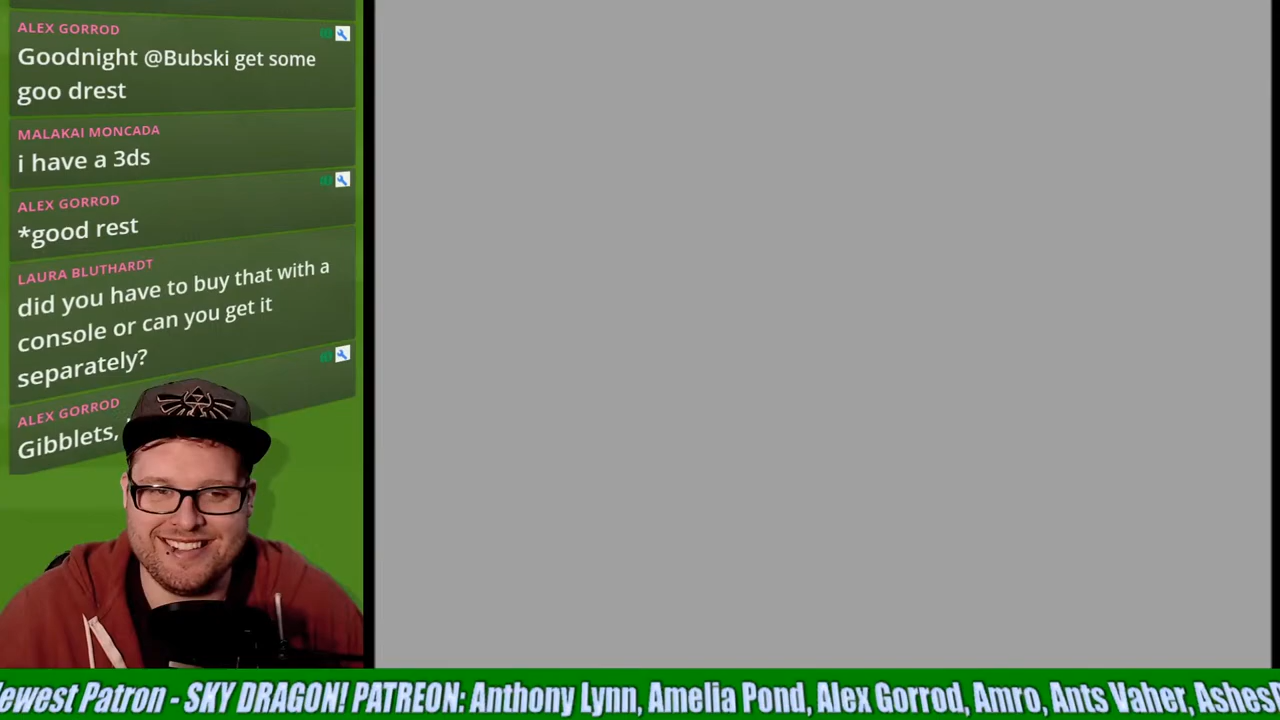 ALEX GORROD
Goodnight @Bubski get some
goo drest
MALAKAI MONCADA
i have a 3ds
ALEX GORROD
*good rest
LAURA BLUTHARDT
did you have to buy that with a
console or can you get it
separately?
ALEX GORROD
Gibblets,
Newest Patron - SKY DRAGON! PATREON: Anthony Lynn, Amelia Pond, Alex Gorrod, Amro, Ants Vaher,